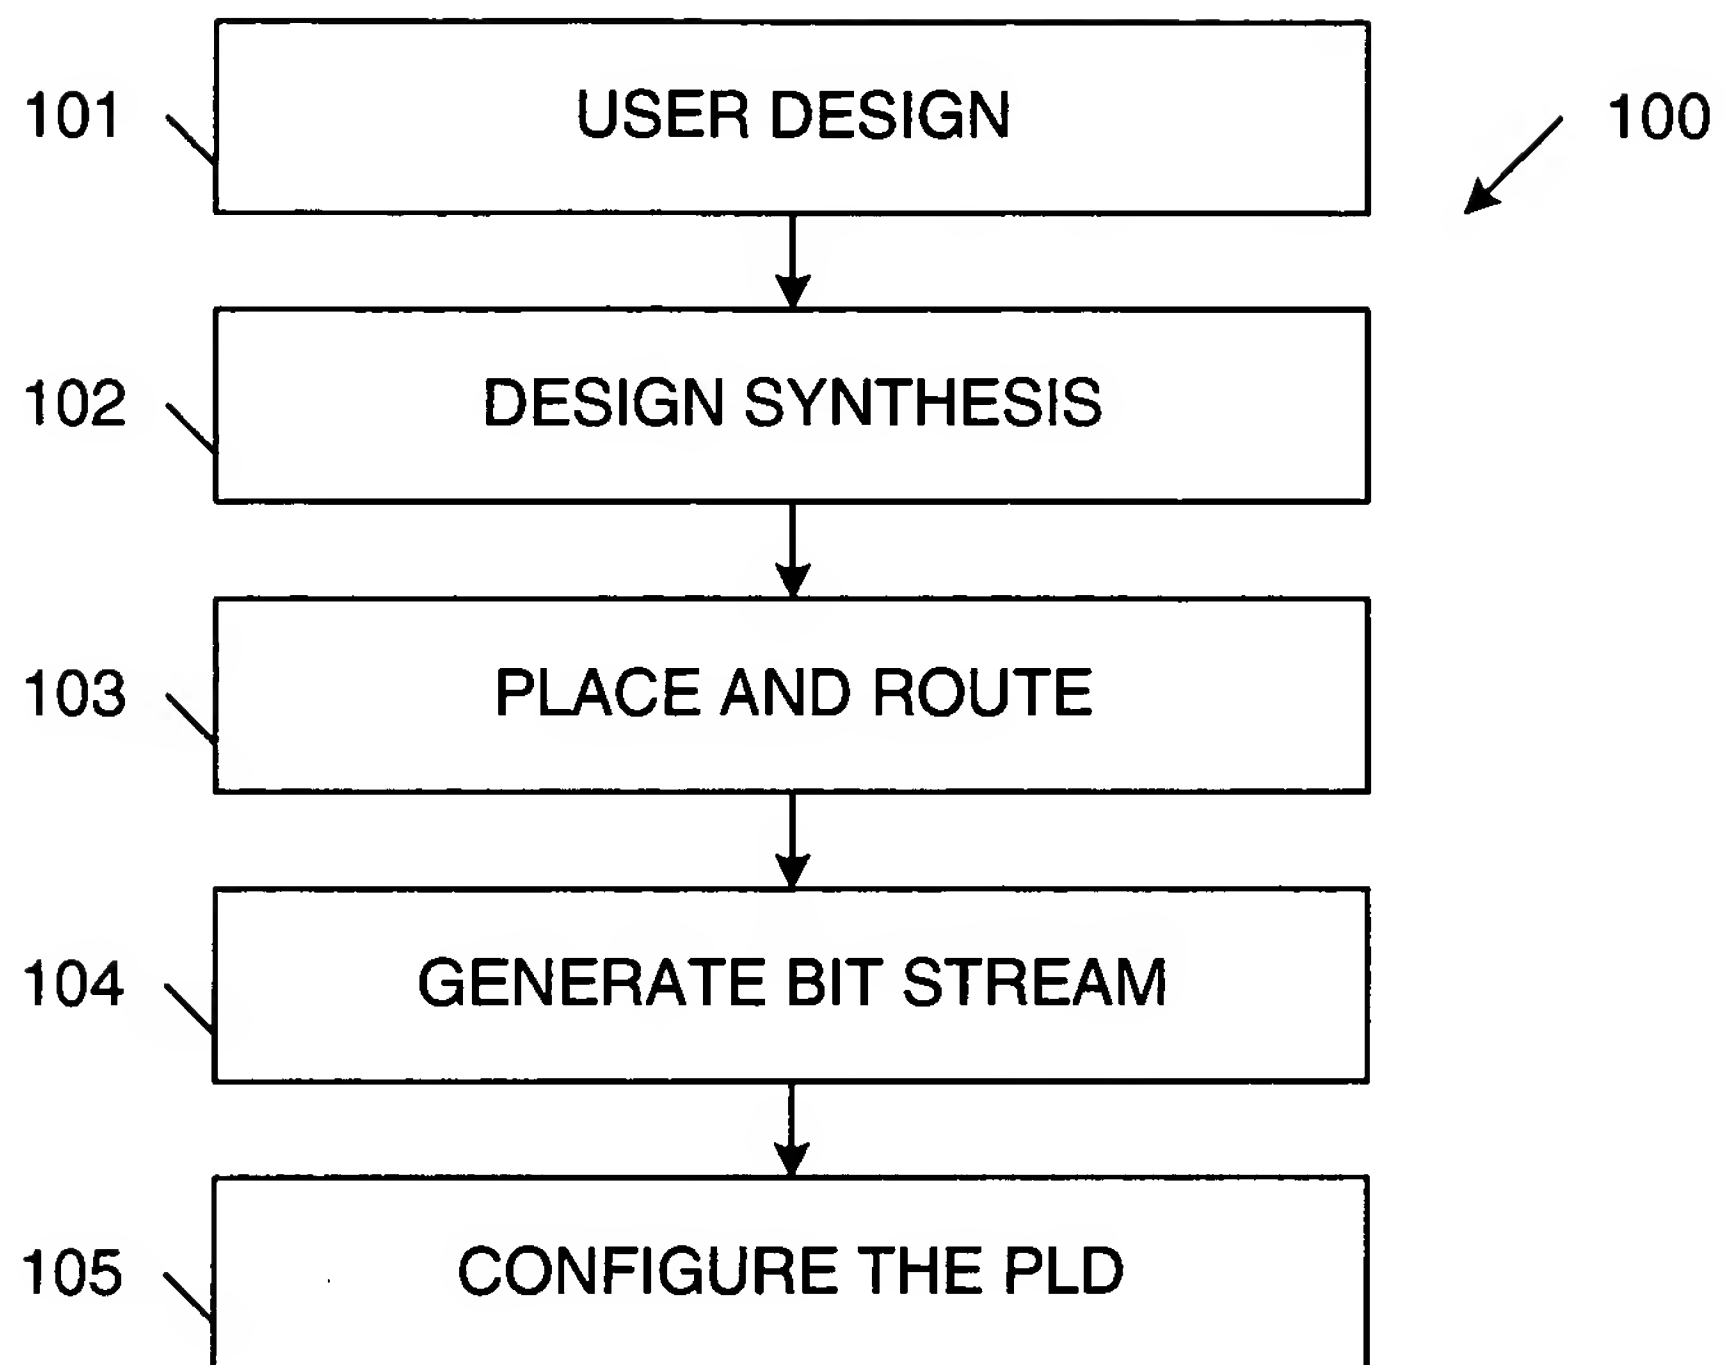 101
USER DESIGN
100
102
DESIGN SYNTHESIS
103
PLACE AND ROUTE
104
GENERATE BIT STREAM
105
CONFIGURE THE PLD